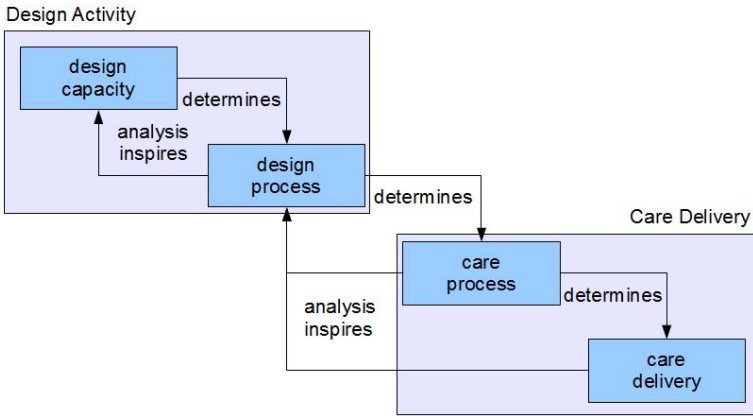 Design Activity
design
capacity
determines
analysis
inspires
design
process
determines
Care Delivery
care
process
analysis
inspires
determines
care
delivery